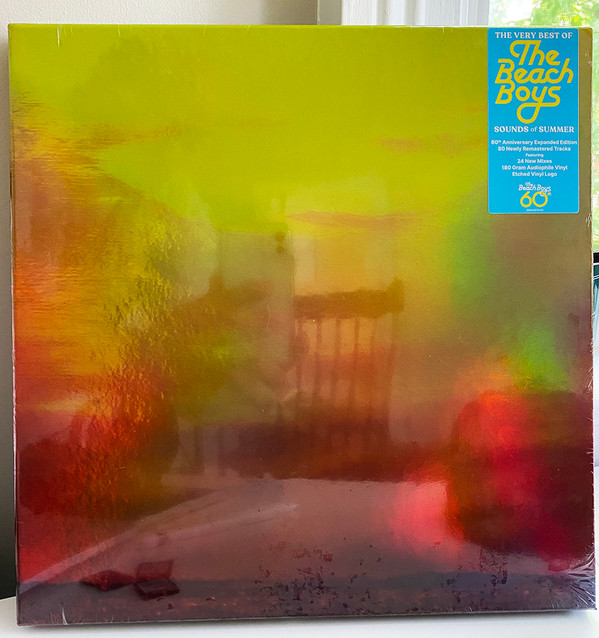 THE VERY BEST OF
The
Beach
Boys
SOUNDS of SUMMER
60th Anniversary Expanded Edition
80 Newly Remastered Tracks
Featuring
24 New Mixes
180 Gram Audiophile Vinyl
Etched Vinyl Logo
The
Beach Boys
60